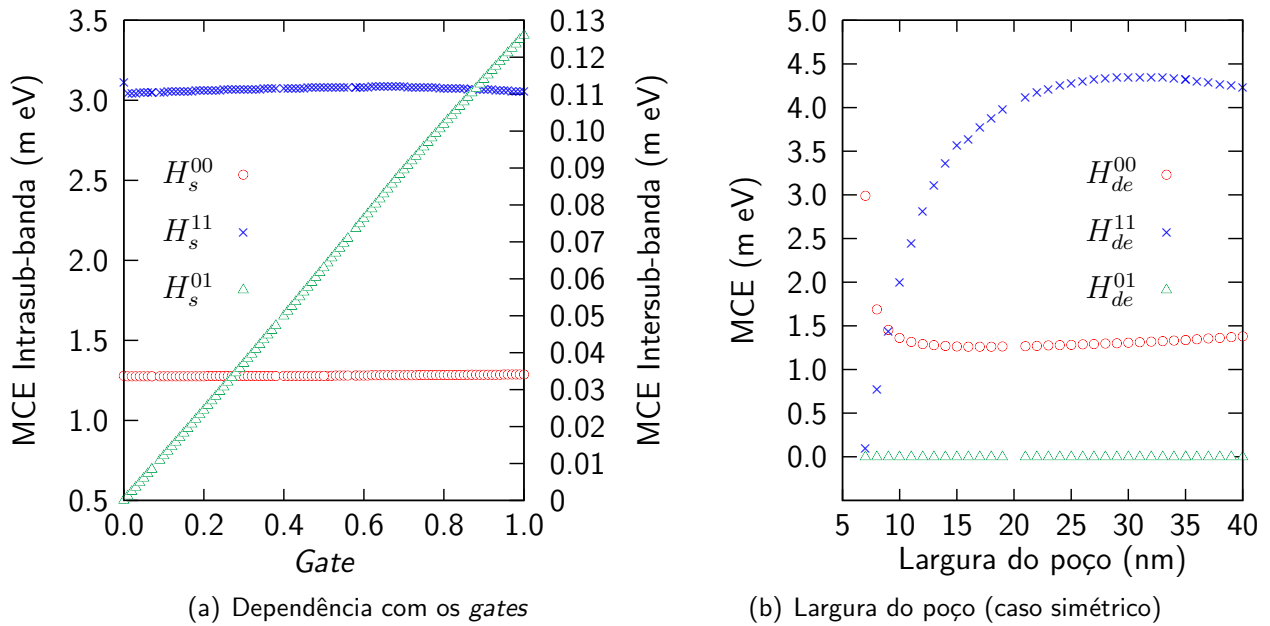 MCE Intrasub-banda (m eV)
3.5
3.0
2.5
2.0
1.5
1.0
0.5
0.0 0.2 0.4 0.6 0.8 1.0
Gate
H_s^{00}
H_s^{11}
H_s^{01}
0.13
0.12
0.11
0.10
0.09
0.08
0.07
0.06
0.05
0.04
0.03
0.02
0.01
0
MCE Intersub-banda (m eV)
(a) Dependência com os gates
MCE (m eV)
5.0
4.5
4.0
3.5
3.0
2.5
2.0
1.5
1.0
0.5
0.0
H_{de}^{00}
H_{de}^{11}
H_{de}^{01}
5 10 15 20 25 30 35 40
Largura do poço (nm)
(b) Largura do poço (caso simétrico)